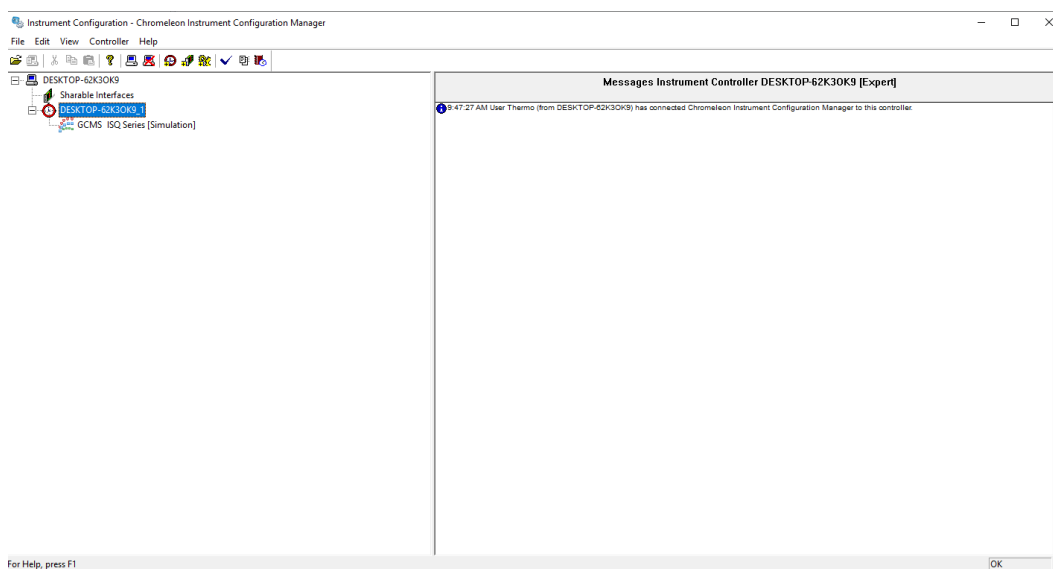 Instrument Configuration - Chromeleon Instrument Configuration Manager
File Edit View Controller Help
DESKTOP-62K3OK9
Sharable Interfaces
DESKTOP-62K3OK9_1
GCMS ISQ Series [Simulation]
Messages Instrument Controller DESKTOP-62K3OK9 [Expert]
9:47:27 AM User Thermo (from DESKTOP-62K3OK9) has connected Chromeleon Instrument Configuration Manager to this controller.
For Help, press F1
OK